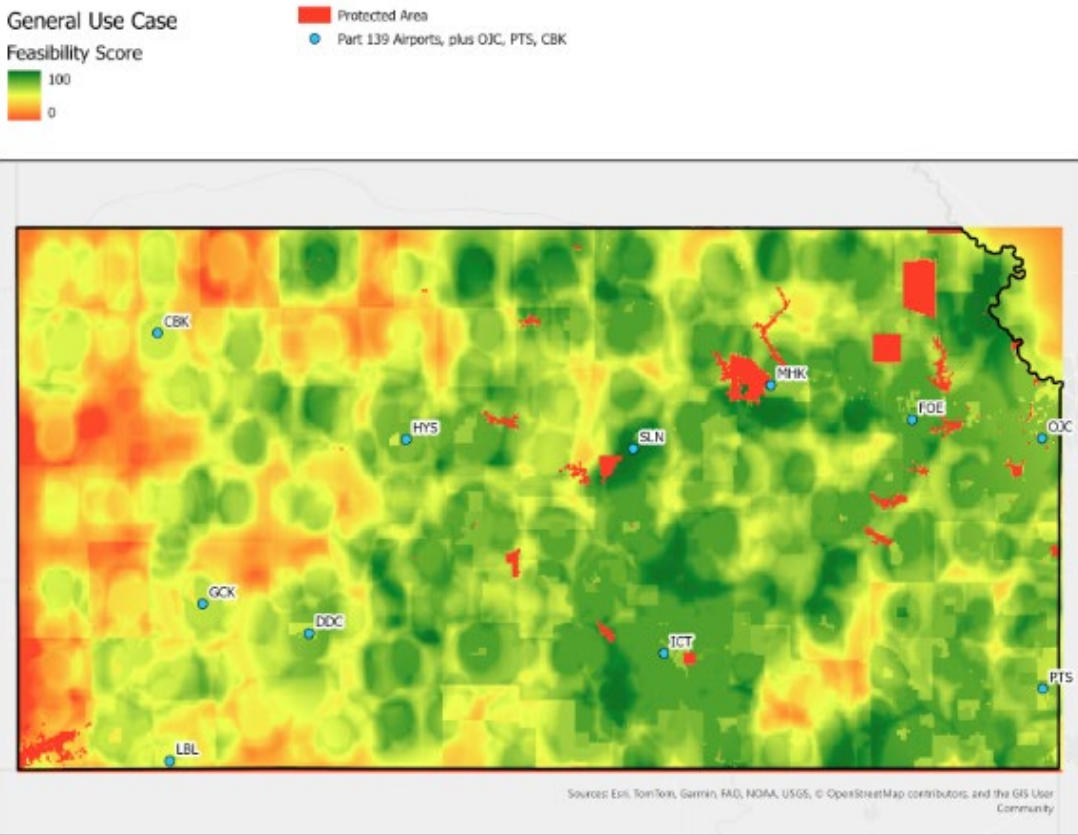 General Use Case
Feasibility Score
100
0
Protected Area
Part 139 Airports, plus OJC, PTS, CBK
CBK
MHK
HYS
FOE
OJC
SLN
GCK
DDC
ICT
PTS
LBL
Sources: Esri, TomTom, Garmin, FAO, NOAA, USGS, © OpenStreetMap contributors, and the GIS User
Community